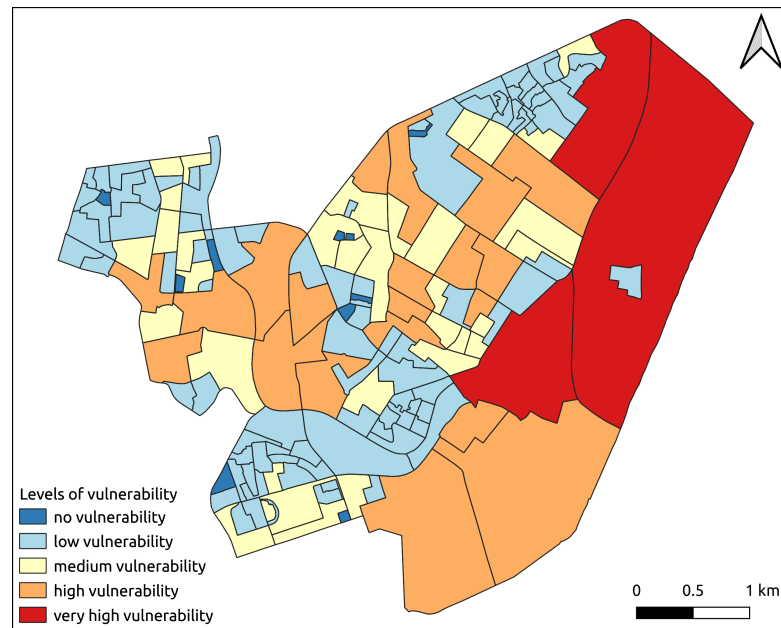 Levels of vulnerability
no vulnerability
low vulnerability
medium vulnerability
high vulnerability
very high vulnerability
0 0.5 1 km